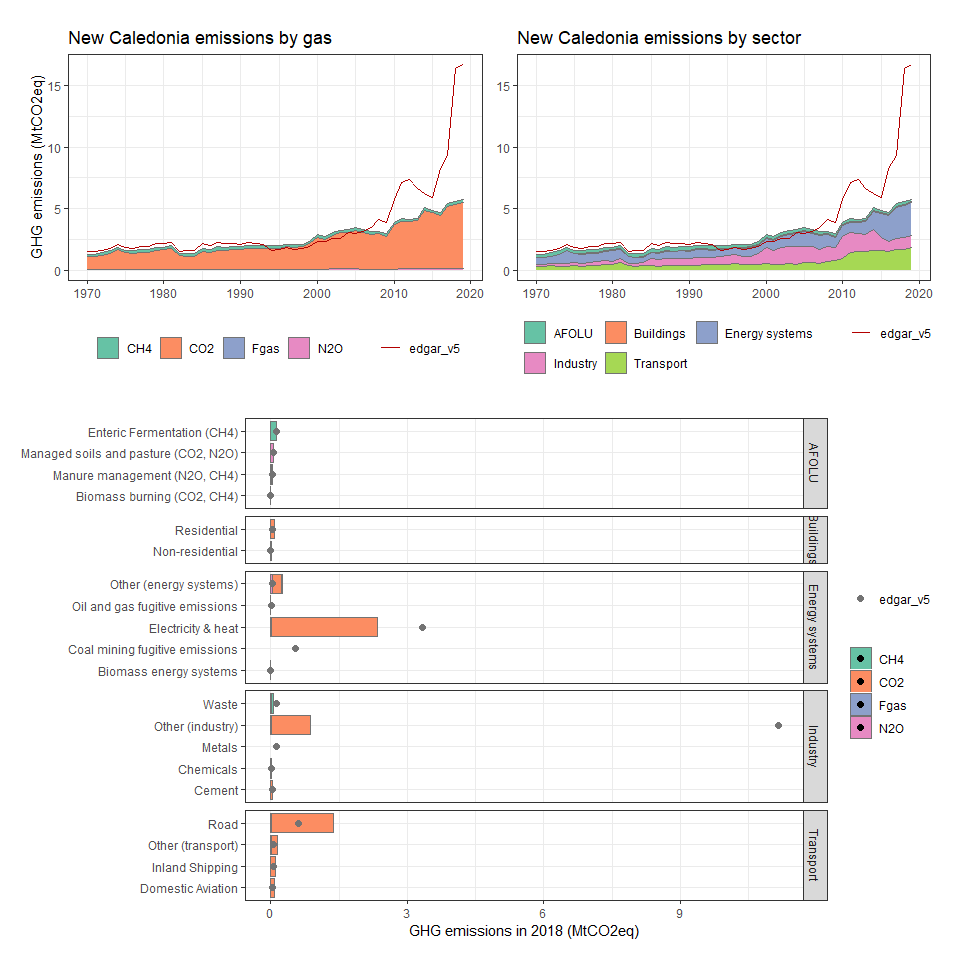 New Caledonia emissions by gas
New Caledonia emissions by sector
GHG emissions (MtCO2eq)
15
10
5
0
1970 1980 1990 2000 2010 2020
15
10
5
0
1970 1980 1990 2000 2010 2020
CH4 CO2 Fgas N2O edgar_v5
AFOLU Buildings Energy systems edgar_v5
Industry Transport
Enteric Fermentation (CH4)
Managed soils and pasture (CO2, N2O)
Manure management (N2O, CH4)
Biomass burning (CO2, CH4)
AFOLU
Residential
Non-residential
Buildings
Other (energy systems)
Oil and gas fugitive emissions
Electricity & heat
Coal mining fugitive emissions
Biomass energy systems
Energy systems
Waste
Other (industry)
Metals
Chemicals
Cement
Industry
Road
Other (transport)
Inland Shipping
Domestic Aviation
Transport
0 3 6 9
GHG emissions in 2018 (MtCO2eq)
edgar_v5
CH4
CO2
Fgas
N2O